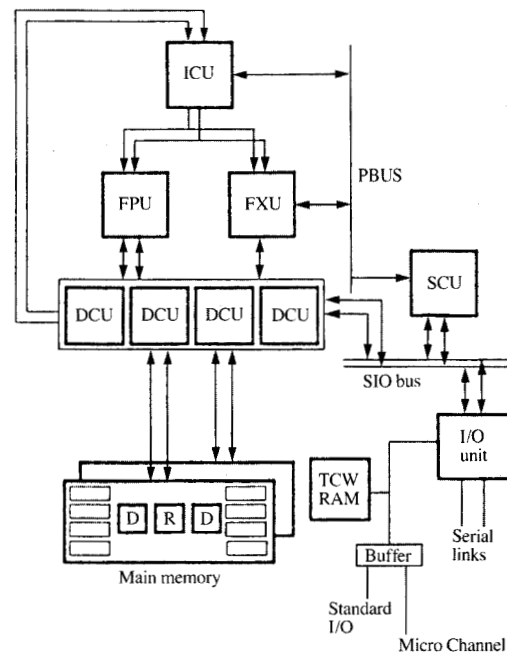 ICU
PBUS
FPU
FXU
SCU
DCU DCU DCU DCU
SIO bus
I/O
unit
TCW
RAM
D R D
Serial
links
Buffer
Main memory
Standard
I/O
Micro Channel